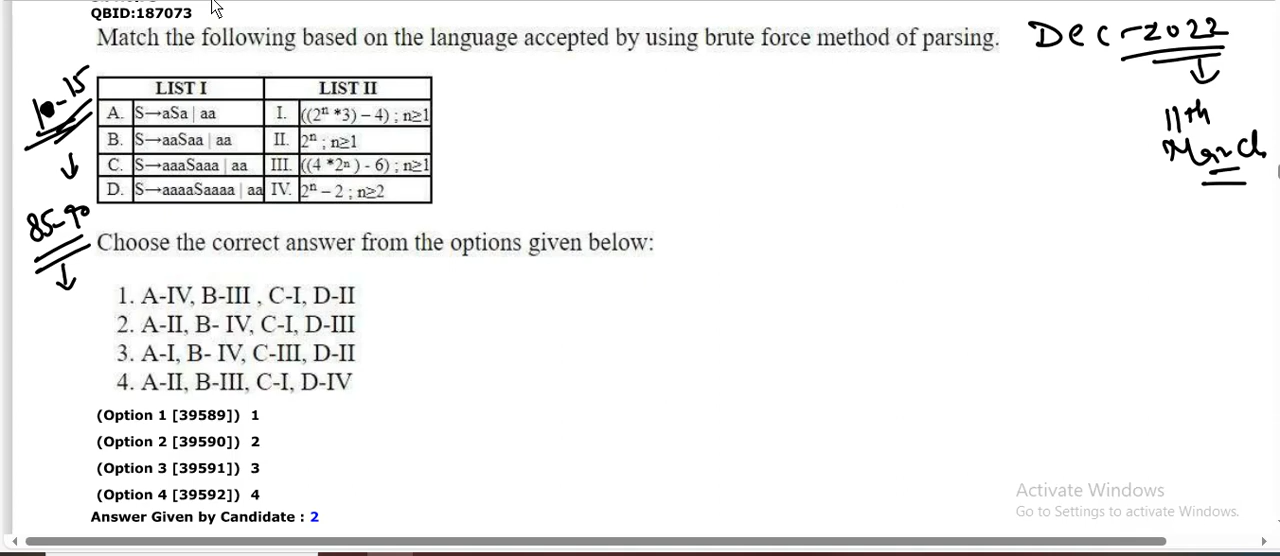 QBID:187073
Match the following based on the language accepted by using brute force method of parsing.
Dec-2022
11th
March
10-15
85-90
LIST I LIST II
A. S→aSa | aa I. ((2ⁿ *3) – 4) ; n≥1
B. S→aaSaa | aa II. 2ⁿ ; n≥1
C. S→aaaSaaa | aa III. ((4 *2ⁿ ) - 6) ; n≥1
D. S→aaaaSaaaa | aa IV. 2ⁿ – 2 ; n≥2
Choose the correct answer from the options given below:
1. A-IV, B-III , C-I, D-II
2. A-II, B- IV, C-I, D-III
3. A-I, B- IV, C-III, D-II
4. A-II, B-III, C-I, D-IV
(Option 1 [39589]) 1
(Option 2 [39590]) 2
(Option 3 [39591]) 3
(Option 4 [39592]) 4
Answer Given by Candidate : 2
Activate Windows
Go to Settings to activate Windows.